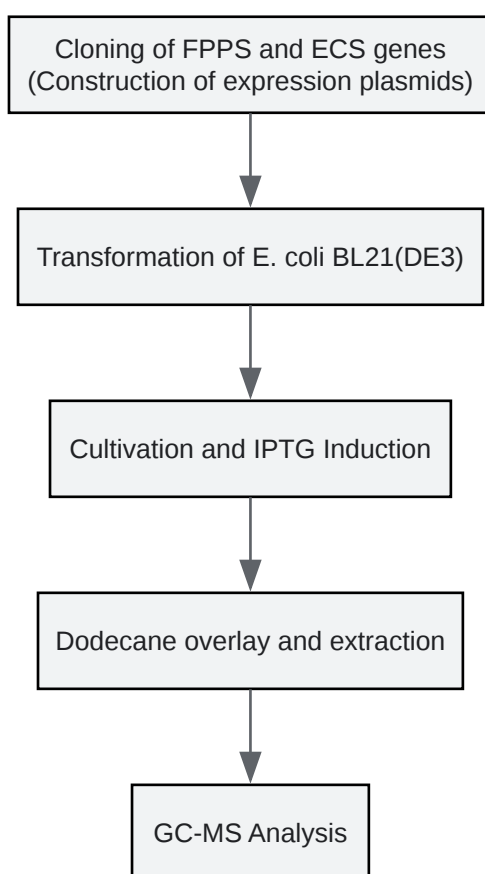 Cloning of FPPS and ECS genes
(Construction of expression plasmids)
Transformation of E. coli BL21(DE3)
Cultivation and IPTG Induction
Dodecane overlay and extraction
GC-MS Analysis